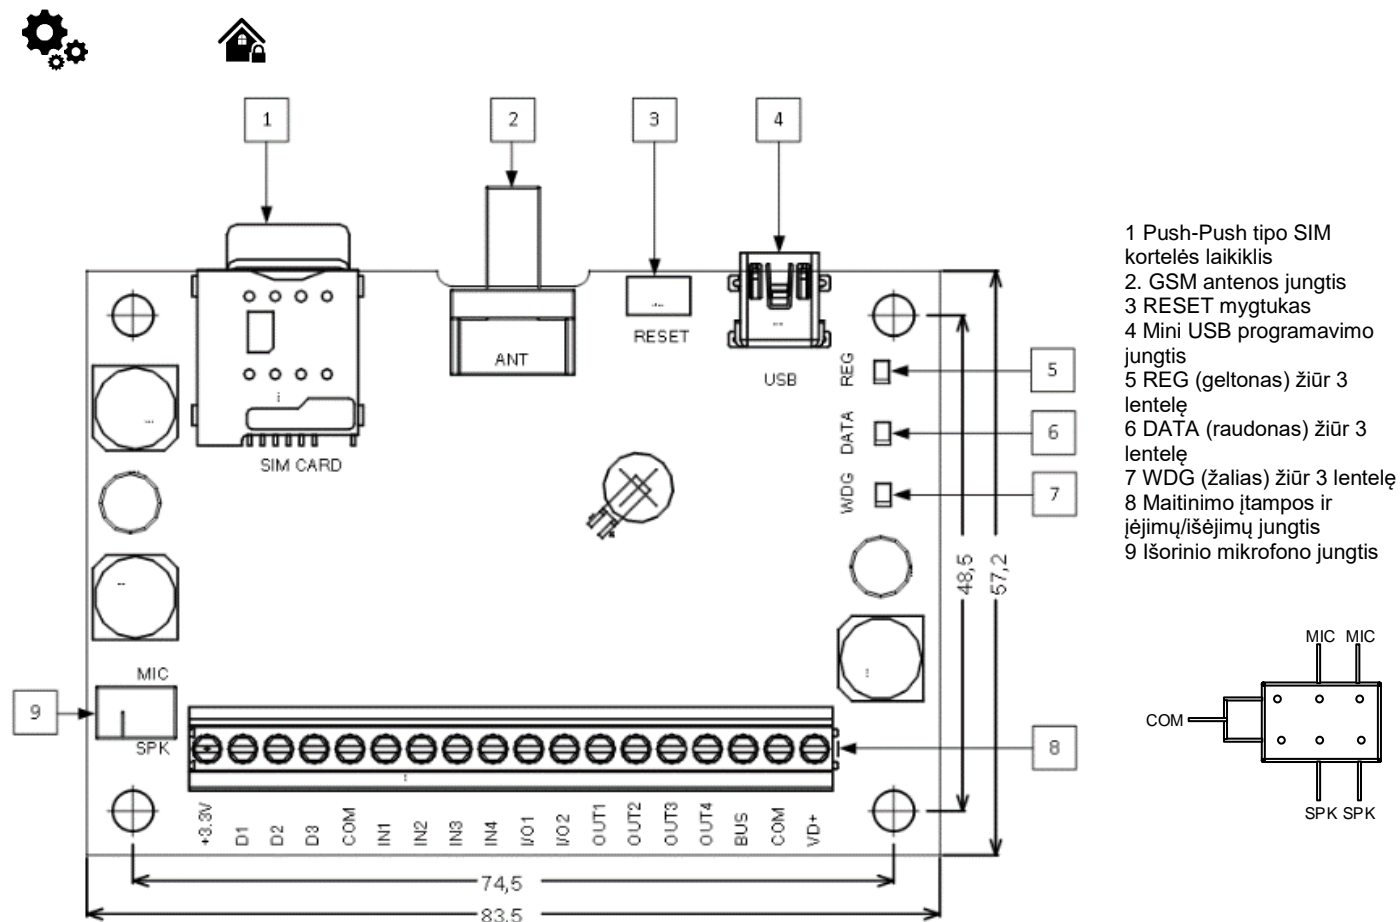 1
2
3
4
1 Push-Push tipo SIM
kortelės laikiklis
2. GSM antenos jungtis
3 RESET mygtukas
4 Mini USB programavimo
jungtis
5 REG (geltonas) žiūr 3
lentelę
6 DATA (raudonas) žiūr 3
lentelę
7 WDG (žalias) žiūr 3 lentelę
8 Maitinimo įtampos ir
įėjimų/išėjimų jungtis
9 Išorinio mikrofono jungtis
RESET
ANT
USB
REG
5
DATA
6
SIM CARD
WDG
7
48,5
57,2
MIC
9
SPK
8
+3.3V
D1
D2
D3
COM
IN1
IN2
IN3
IN4
I/O1
I/O2
OUT1
OUT2
OUT3
OUT4
BUS
COM
VD+
74,5
83,5
MIC MIC
COM
SPK SPK